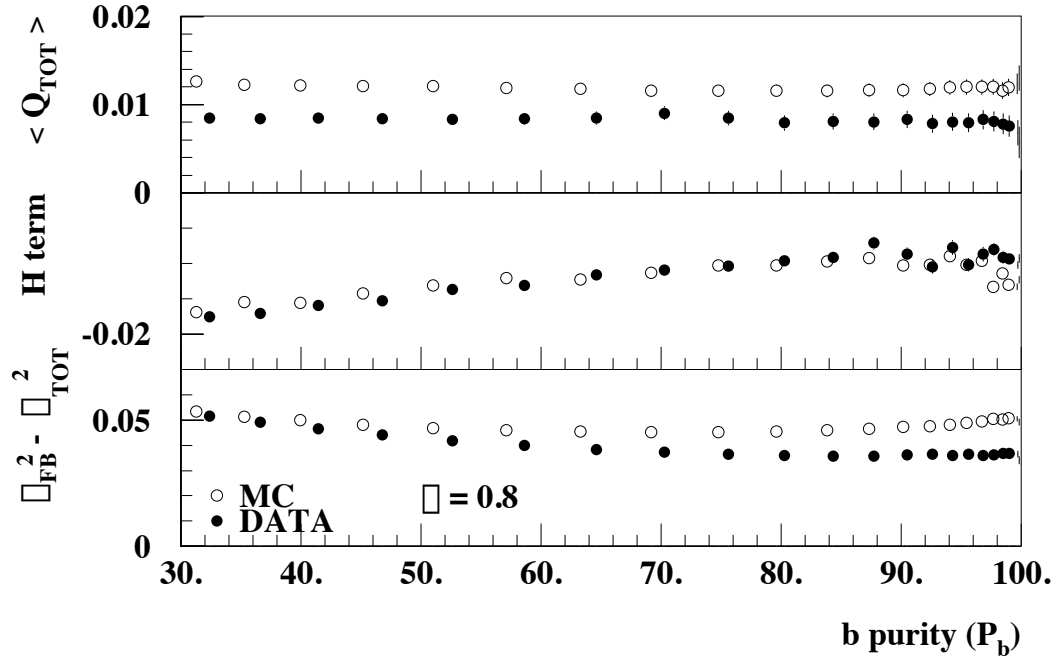 < Q_TOT >
0.02
0.01
0
H term
0
-0.02
□²_FB - □²_TOT
0.05
0
○ MC
● DATA
□ = 0.8
30. 40. 50. 60. 70. 80. 90. 100.
b purity (P_b)